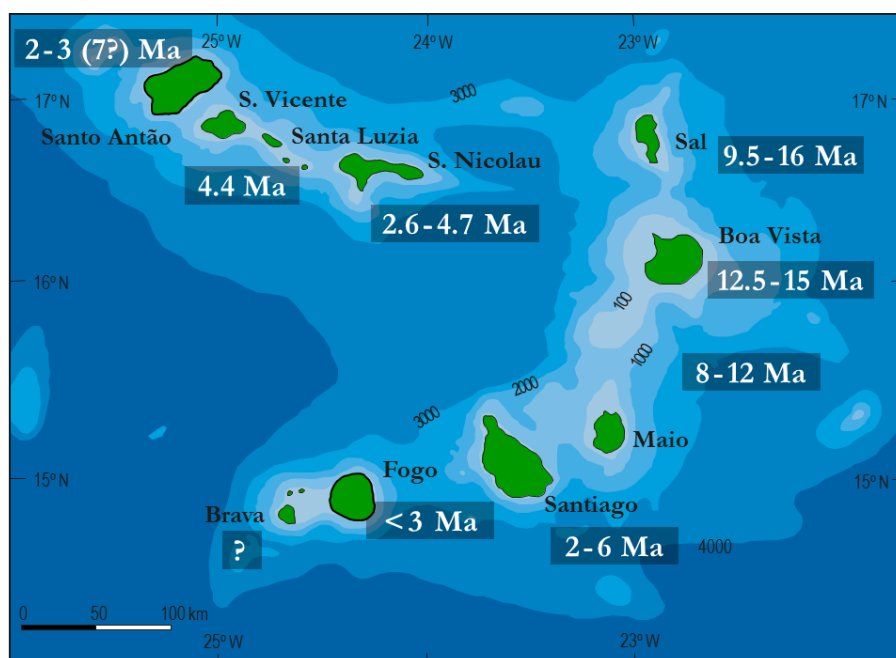 25° W
24° W
23° W
2-3 (7?) Ma
17° N
17° N
S. Vicente
3000
Santo Antão
Santa Luzia
Sal
9.5-16 Ma
S. Nicolau
4.4 Ma
2.6-4.7 Ma
Boa Vista
12.5-15 Ma
16° N
16° N
100
1000
8-12 Ma
2000
3000
Maio
15° N
15° N
Fogo
Santiago
Brava
<3 Ma
?
2-6 Ma
4000
0 50 100 km
25° W
23° W